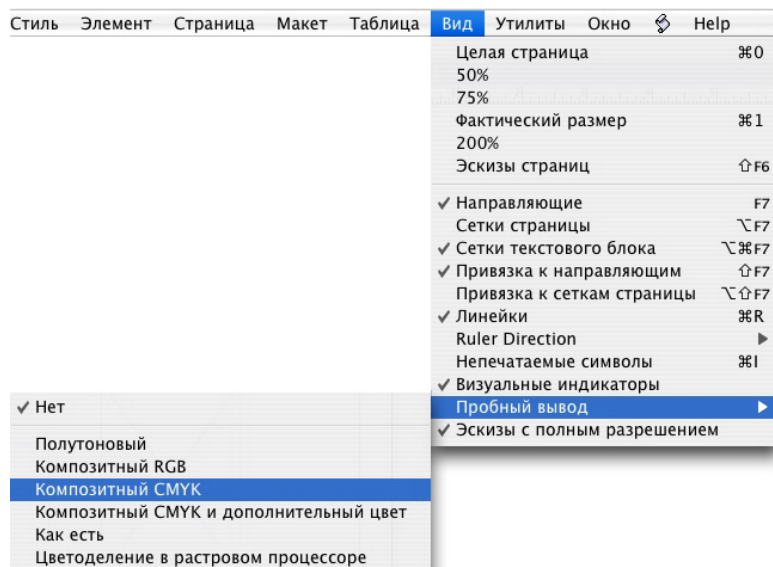 Стиль Элемент Страница Макет Таблица Вид Утилиты Окно Help
Целая страница ⌘0
50%
75%
Фактический размер ⌘1
200%
Эскизы страниц ⇧F6
✓ Направляющие F7
Сетки страницы ⌥F7
✓ Сетки текстового блока ⌥⌘F7
✓ Привязка к направляющим ⇧F7
Привязка к сеткам страницы ⌥⇧F7
✓ Линейки ⌘R
Ruler Direction ▶
Непечатаемые символы ⌘I
✓ Визуальные индикаторы
Пробный вывод ▶
✓ Эскизы с полным разрешением
✓ Нет
Полутоновый
Композитный RGB
Композитный CMYK
Композитный CMYK и дополнительный цвет
Как есть
Цветоделение в растровом процессоре